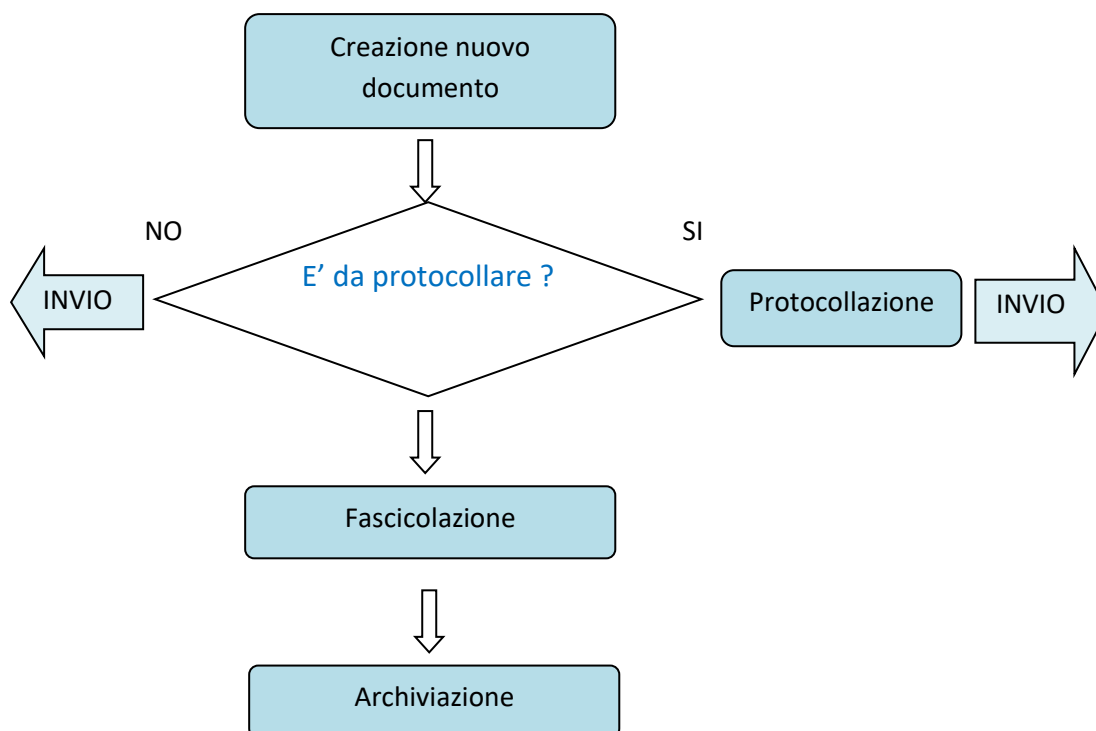 Creazione nuovo
documento
NO
SI
E’ da protocollare ?
INVIO
Protocollazione
INVIO
Fascicolazione
Archiviazione